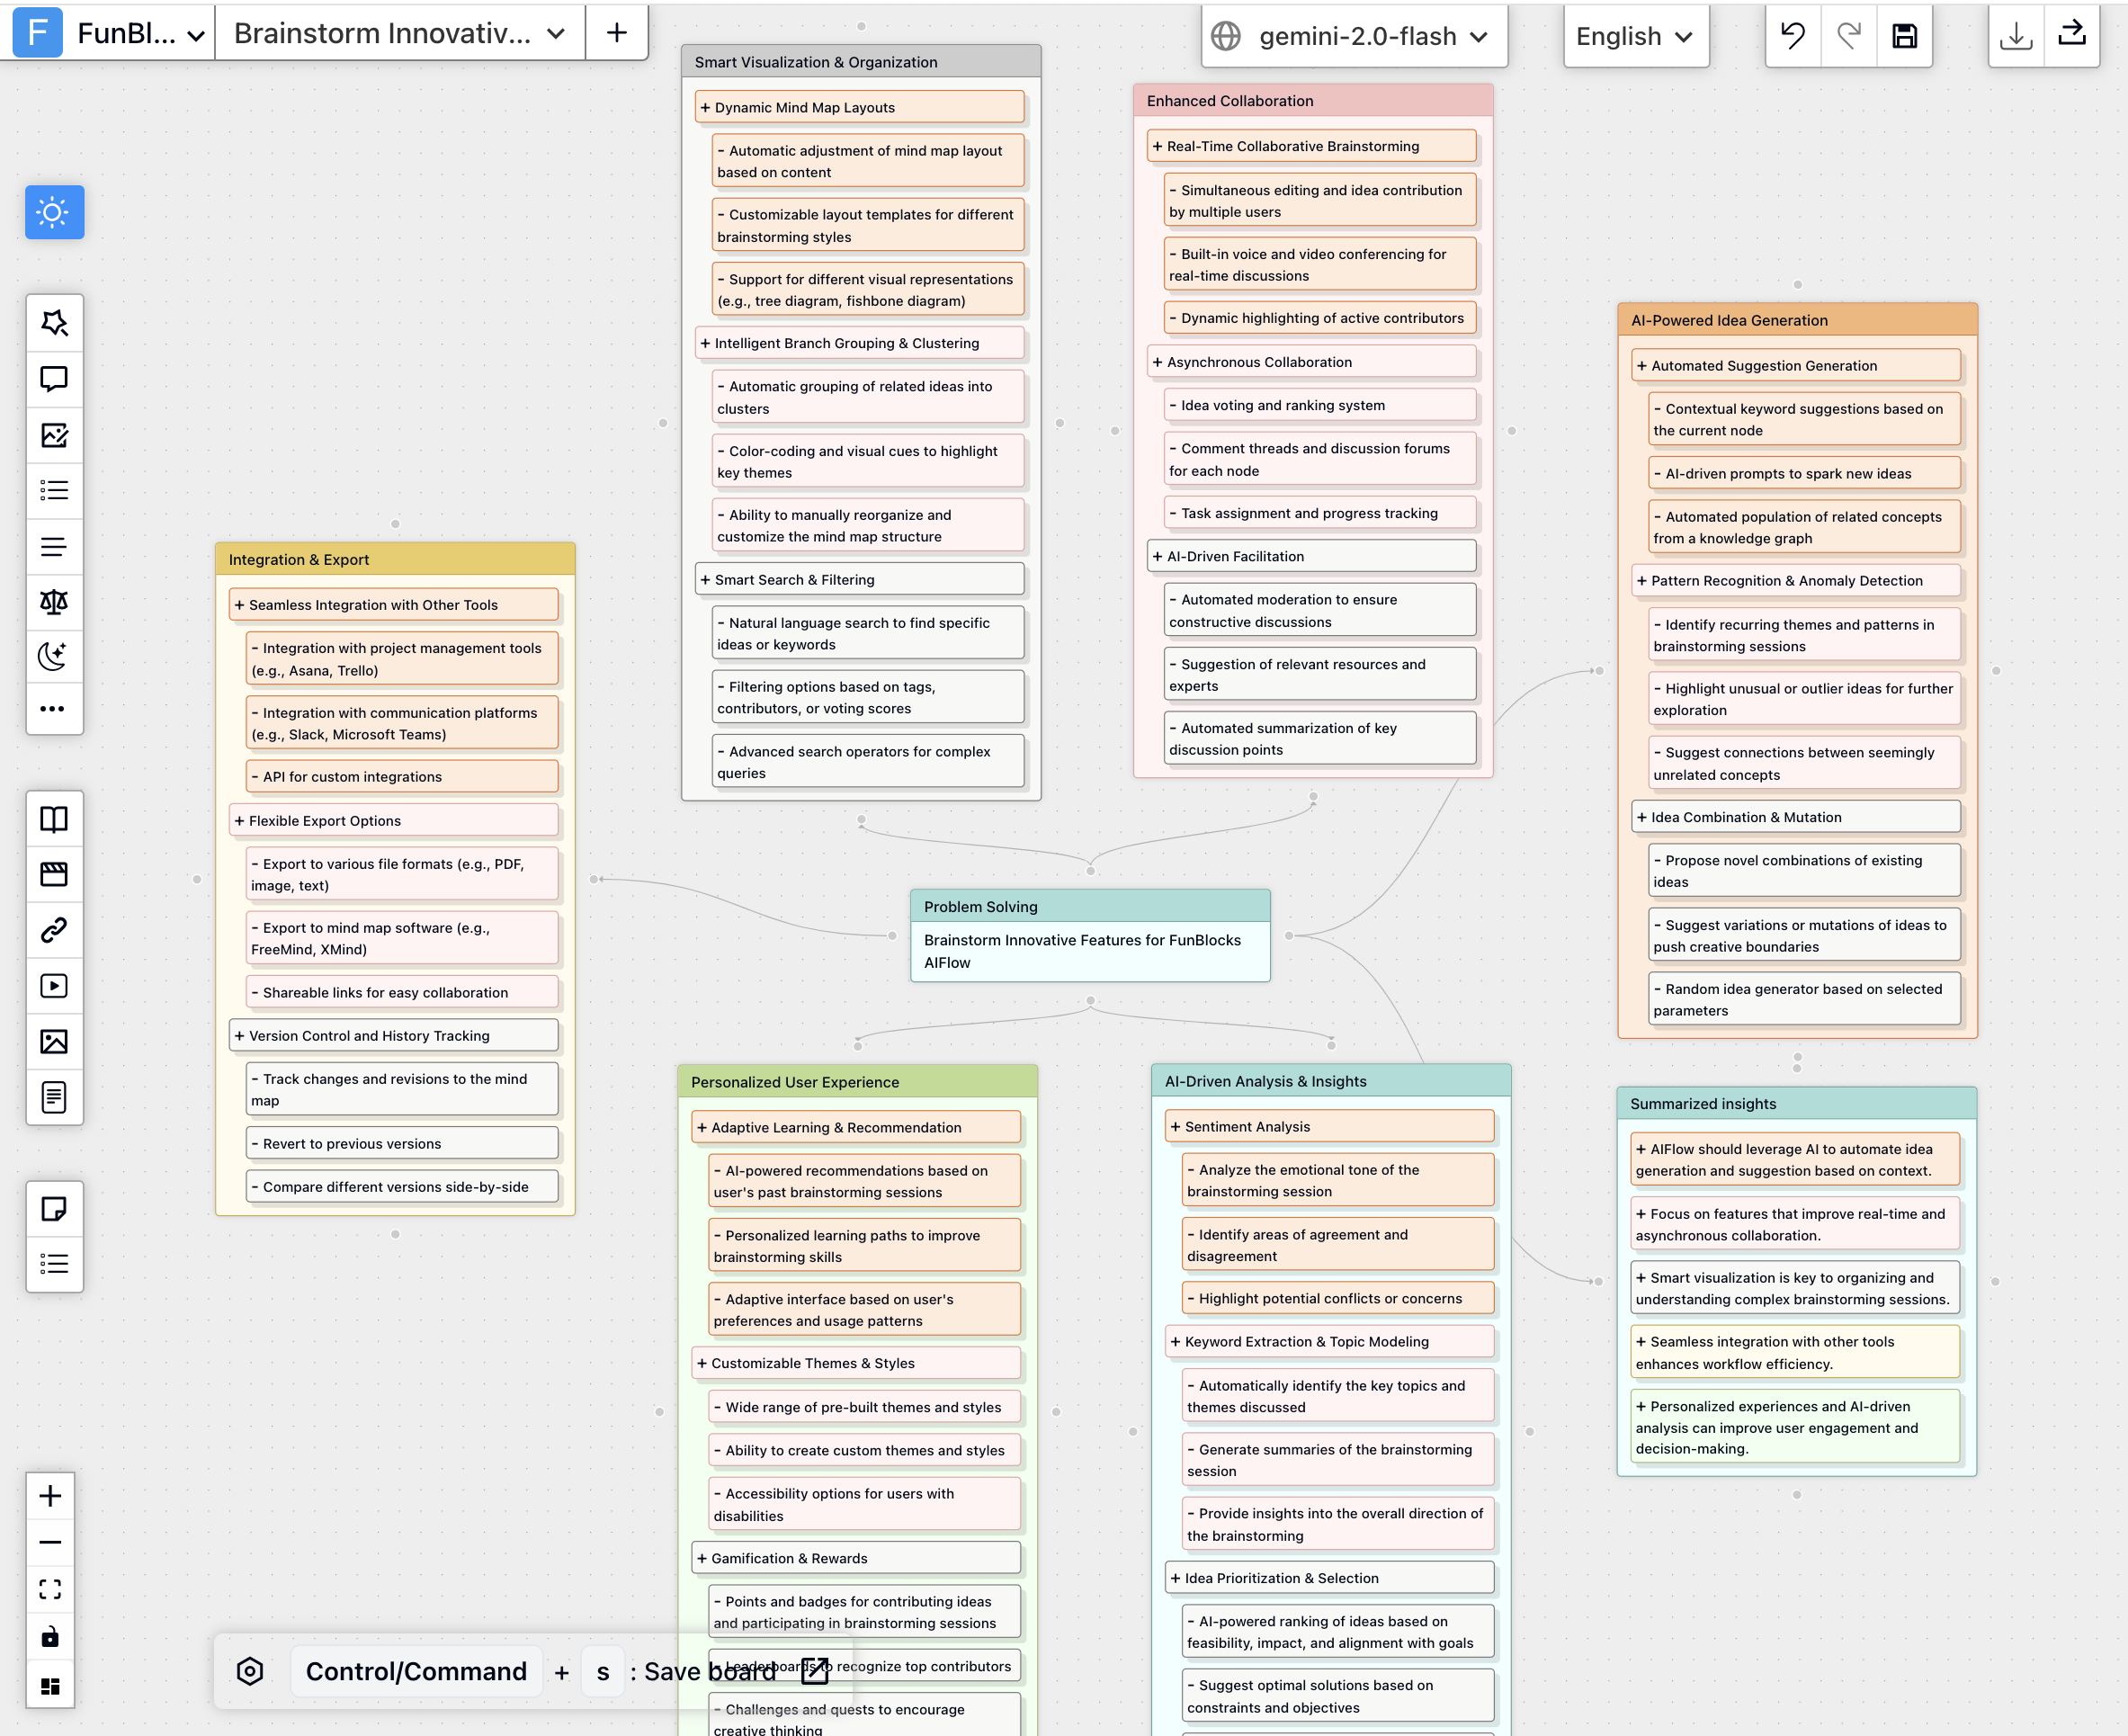 F FunBl...
Brainstorm Innovativ...
gemini-2.0-flash
English
Smart Visualization & Organization
+ Dynamic Mind Map Layouts
- Automatic adjustment of mind map layout
based on content
- Customizable layout templates for different
brainstorming styles
- Support for different visual representations
(e.g., tree diagram, fishbone diagram)
+ Intelligent Branch Grouping & Clustering
- Automatic grouping of related ideas into
clusters
- Color-coding and visual cues to highlight
key themes
- Ability to manually reorganize and
customize the mind map structure
+ Smart Search & Filtering
- Natural language search to find specific
ideas or keywords
- Filtering options based on tags,
contributors, or voting scores
- Advanced search operators for complex
queries
Enhanced Collaboration
+ Real-Time Collaborative Brainstorming
- Simultaneous editing and idea contribution
by multiple users
- Built-in voice and video conferencing for
real-time discussions
- Dynamic highlighting of active contributors
+ Asynchronous Collaboration
- Idea voting and ranking system
- Comment threads and discussion forums
for each node
- Task assignment and progress tracking
+ AI-Driven Facilitation
- Automated moderation to ensure
constructive discussions
- Suggestion of relevant resources and
experts
- Automated summarization of key
discussion points
AI-Powered Idea Generation
+ Automated Suggestion Generation
- Contextual keyword suggestions based on
the current node
- AI-driven prompts to spark new ideas
- Automated population of related concepts
from a knowledge graph
+ Pattern Recognition & Anomaly Detection
- Identify recurring themes and patterns in
brainstorming sessions
- Highlight unusual or outlier ideas for further
exploration
- Suggest connections between seemingly
unrelated concepts
+ Idea Combination & Mutation
- Propose novel combinations of existing
ideas
- Suggest variations or mutations of ideas to
push creative boundaries
- Random idea generator based on selected
parameters
Integration & Export
+ Seamless Integration with Other Tools
- Integration with project management tools
(e.g., Asana, Trello)
- Integration with communication platforms
(e.g., Slack, Microsoft Teams)
- API for custom integrations
+ Flexible Export Options
- Export to various file formats (e.g., PDF,
image, text)
- Export to mind map software (e.g.,
FreeMind, XMind)
- Shareable links for easy collaboration
+ Version Control and History Tracking
- Track changes and revisions to the mind
map
- Revert to previous versions
- Compare different versions side-by-side
Problem Solving
Brainstorm Innovative Features for FunBlocks
AIFlow
Personalized User Experience
+ Adaptive Learning & Recommendation
- AI-powered recommendations based on
user's past brainstorming sessions
- Personalized learning paths to improve
brainstorming skills
- Adaptive interface based on user's
preferences and usage patterns
+ Customizable Themes & Styles
- Wide range of pre-built themes and styles
- Ability to create custom themes and styles
- Accessibility options for users with
disabilities
+ Gamification & Rewards
- Points and badges for contributing ideas
and participating in brainstorming sessions
- Leaderboards to recognize top contributors
- Challenges and quests to encourage
creative thinking
AI-Driven Analysis & Insights
+ Sentiment Analysis
- Analyze the emotional tone of the
brainstorming session
- Identify areas of agreement and
disagreement
- Highlight potential conflicts or concerns
+ Keyword Extraction & Topic Modeling
- Automatically identify the key topics and
themes discussed
- Generate summaries of the brainstorming
session
- Provide insights into the overall direction of
the brainstorming
+ Idea Prioritization & Selection
- AI-powered ranking of ideas based on
feasibility, impact, and alignment with goals
- Suggest optimal solutions based on
constraints and objectives
Summarized insights
+ AIFlow should leverage AI to automate idea
generation and suggestion based on context.
+ Focus on features that improve real-time and
asynchronous collaboration.
+ Smart visualization is key to organizing and
understanding complex brainstorming sessions.
+ Seamless integration with other tools
enhances workflow efficiency.
+ Personalized experiences and AI-driven
analysis can improve user engagement and
decision-making.
Control/Command + s : Save board